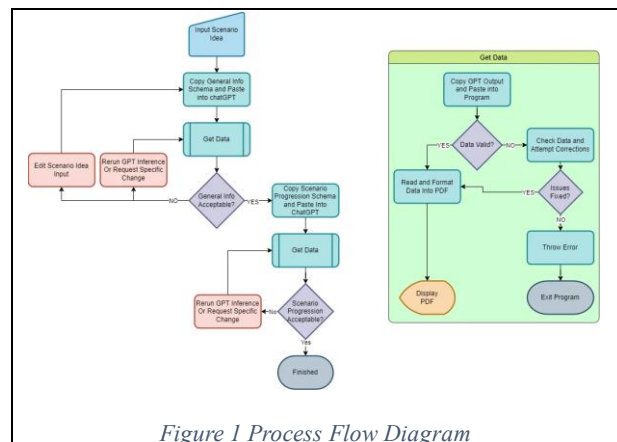 Input Scenario
Idea
Copy General Info
Schema and Paste
into chatGPT
Get Data
Edit Scenario Idea
Input
Rerun GPT Inference
Or Request Specific
Change
General Info
Acceptable?
NO
YES
Copy Scenario
Progression Schema
and Paste Into
ChatGPT
Get Data
Rerun GPT Inference
Or Request Specific
Change
No
Scenario
Progression
Acceptable?
Yes
Finished
Get Data
Copy GPT Output
and Paste into
Program
Data Valid?
YES
NO
Check Data and
Attempt Corrections
Read and Format
Data into PDF
YES
Issues
Fixed?
NO
Throw Error
Display
PDF
Exit Program
Figure 1 Process Flow Diagram